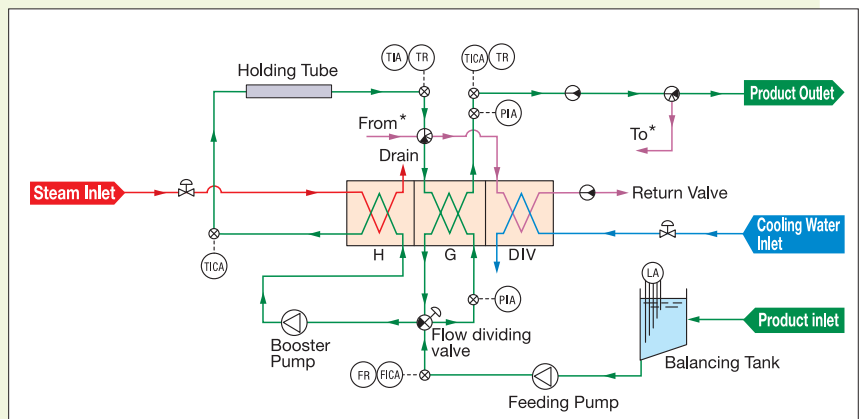 TIA TR
TICA TR
Holding Tube
Product Outlet
PIA
From*
To*
Drain
Steam Inlet
Return Valve
Cooling Water
Inlet
H G DIV
TICA
LA
PIA
Product inlet
Booster
Pump
Flow dividing
valve
Balancing Tank
FR FICA
Feeding Pump